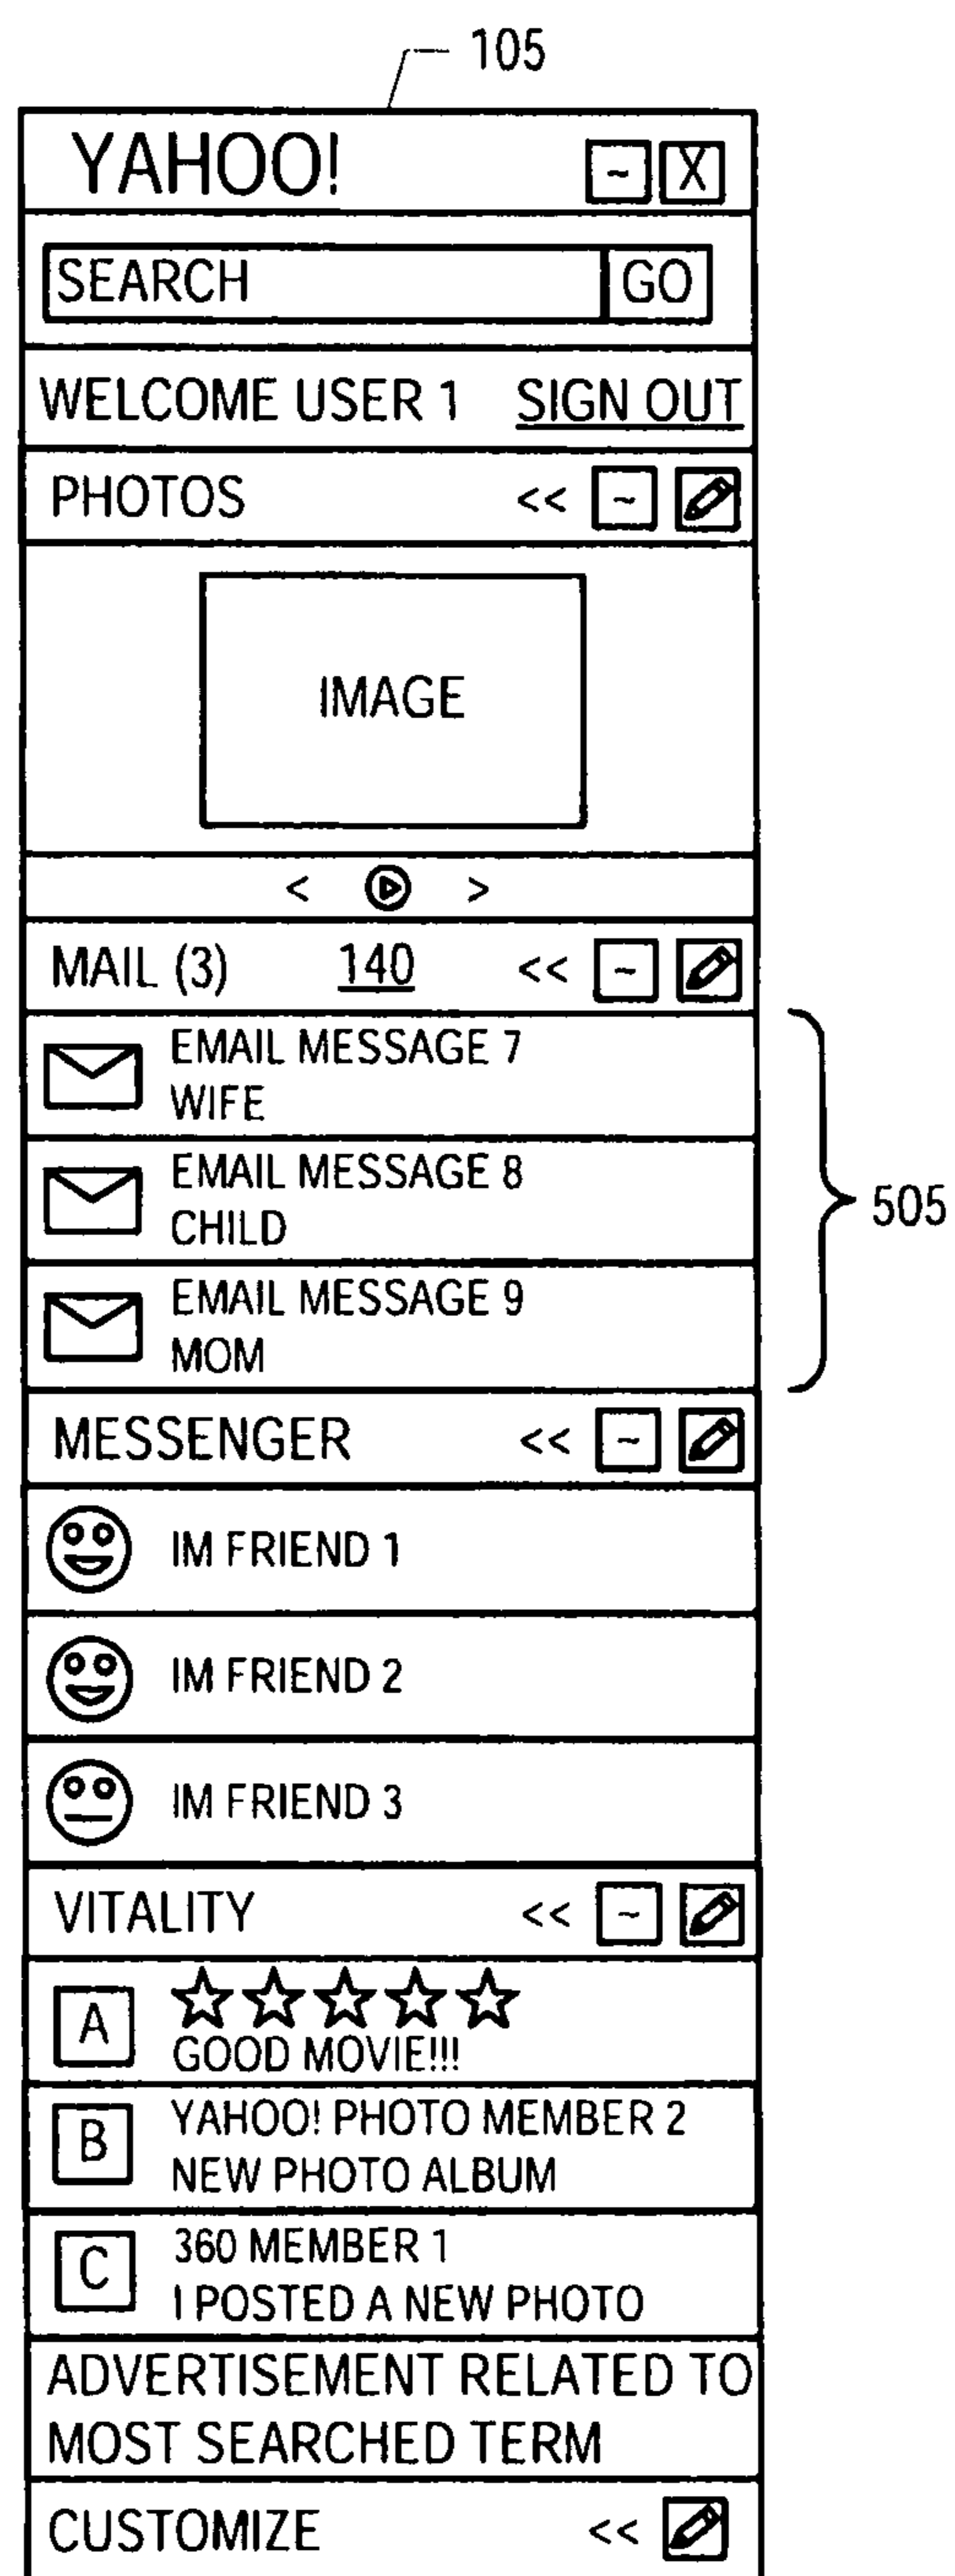 105
YAHOO! ~ X
SEARCH GO
WELCOME USER 1 SIGN OUT
PHOTOS << ~
IMAGE
< >
MAIL (3) 140 << ~
EMAIL MESSAGE 7
WIFE
EMAIL MESSAGE 8
CHILD
505
EMAIL MESSAGE 9
MOM
MESSENGER << ~
IM FRIEND 1
IM FRIEND 2
IM FRIEND 3
VITALITY << ~
A
GOOD MOVIE!!!
B YAHOO! PHOTO MEMBER 2
NEW PHOTO ALBUM
C 360 MEMBER 1
I POSTED A NEW PHOTO
ADVERTISEMENT RELATED TO
MOST SEARCHED TERM
CUSTOMIZE <<